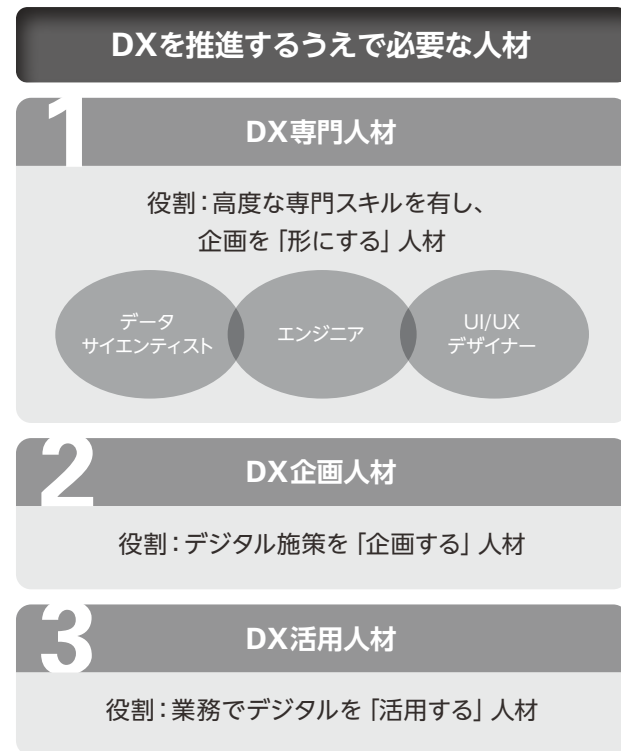 DXを推進するうえで必要な人材
1
DX専門人材
役割：高度な専門スキルを有し、
企画を「形にする」人材
データ
サイエンティスト
エンジニア
UI/UX
デザイナー
2
DX企画人材
役割：デジタル施策を「企画する」人材
3
DX活用人材
役割：業務でデジタルを「活用する」人材